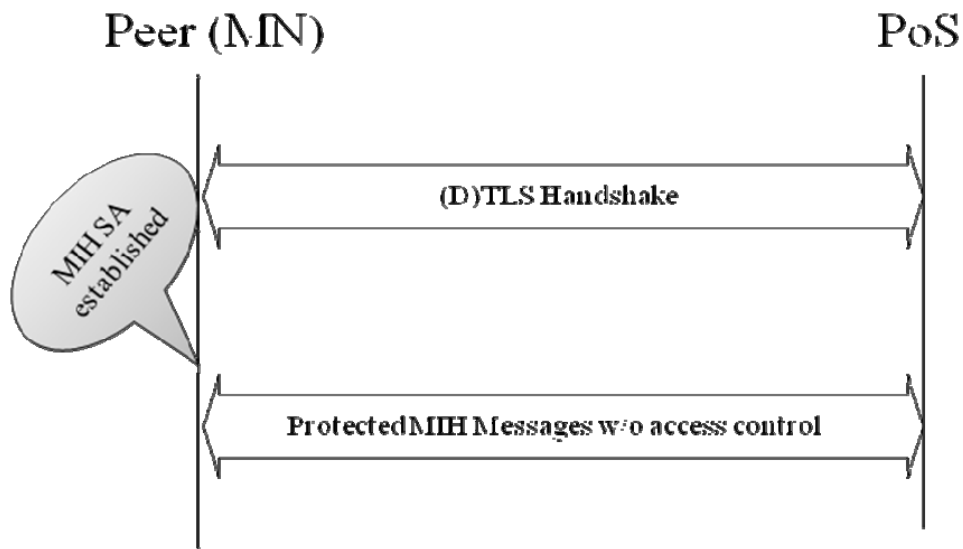 Peer (MN)
PoS
(D)TLS Handshake
MIH SA
established
Protected MIH Messages w/o access control